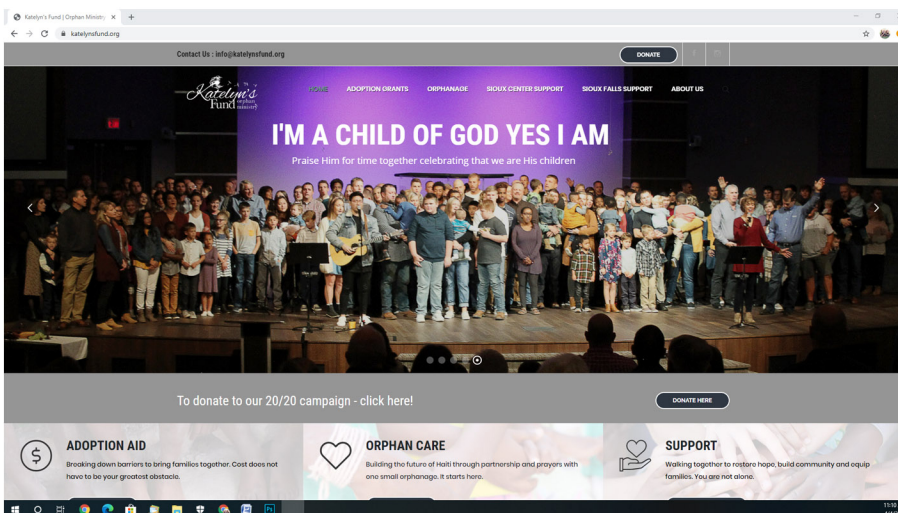 Katelyn's Fund | Orphan Ministry
katelynsfund.org
Contact Us : info@katelynsfund.org
DONATE
Katelyn's
Fund orphan
ministry
HOME ADOPTION GRANTS ORPHANAGE SIOUX CENTER SUPPORT SIOUX FALLS SUPPORT ABOUT US
I'M A CHILD OF GOD YES I AM
Praise Him for time together celebrating that we are His children
To donate to our 20/20 campaign - click here!
DONATE HERE
$
ADOPTION AID
Breaking down barriers to bring families together. Cost does not
have to be your greatest obstacle.
ORPHAN CARE
Building the future of Haiti through partnership and prayers with
one small orphanage. It starts here.
SUPPORT
Walking together to restore hope, build community and equip
families. You are not alone.
Ps
11:10